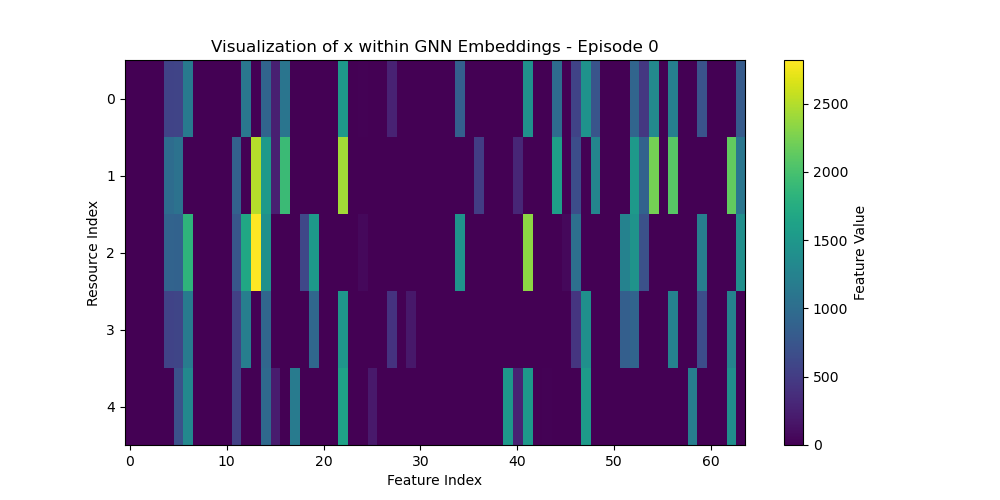 Visualization of x within GNN Embeddings - Episode 0
Resource Index
0
1
2
3
4
0 10 20 30 40 50 60
Feature Index
2500
2000
1500
1000
500
0
Feature Value